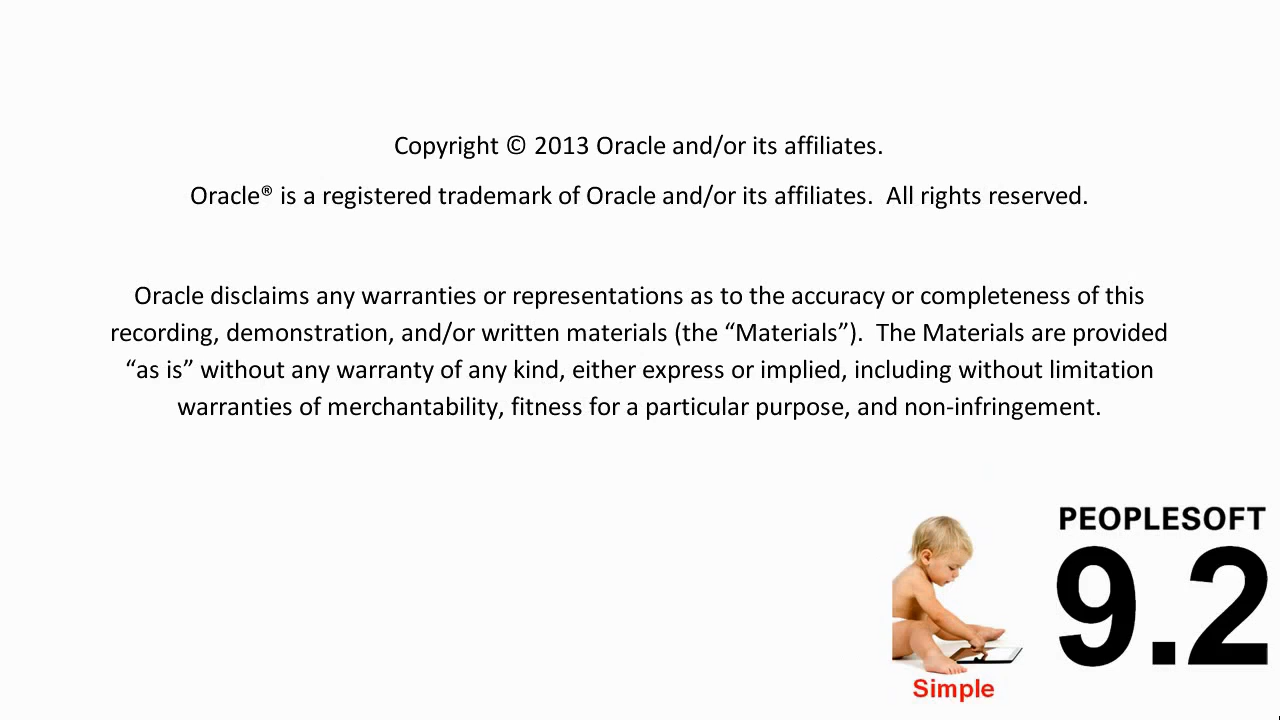 Copyright © 2013 Oracle and/or its affiliates.
Oracle® is a registered trademark of Oracle and/or its affiliates.  All rights reserved.
Oracle disclaims any warranties or representations as to the accuracy or completeness of this
recording, demonstration, and/or written materials (the “Materials”).  The Materials are provided
“as is” without any warranty of any kind, either express or implied, including without limitation
warranties of merchantability, fitness for a particular purpose, and non-infringement.
PEOPLESOFT
9.2
Simple